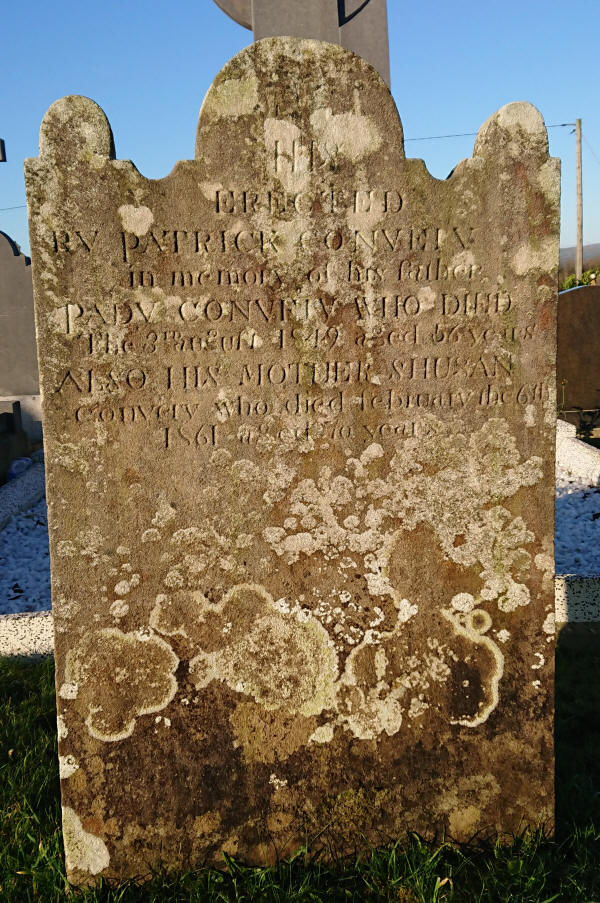 IHS
ERECTED
BY PATRICK CONVERY
in memory of his father
PADY CONVERY WHO DIED
The 3rd august 1849 aged 56 years
ALSO HIS MOTHER SHUSAN
Convery who died february the 6th
1861 aged 70 years